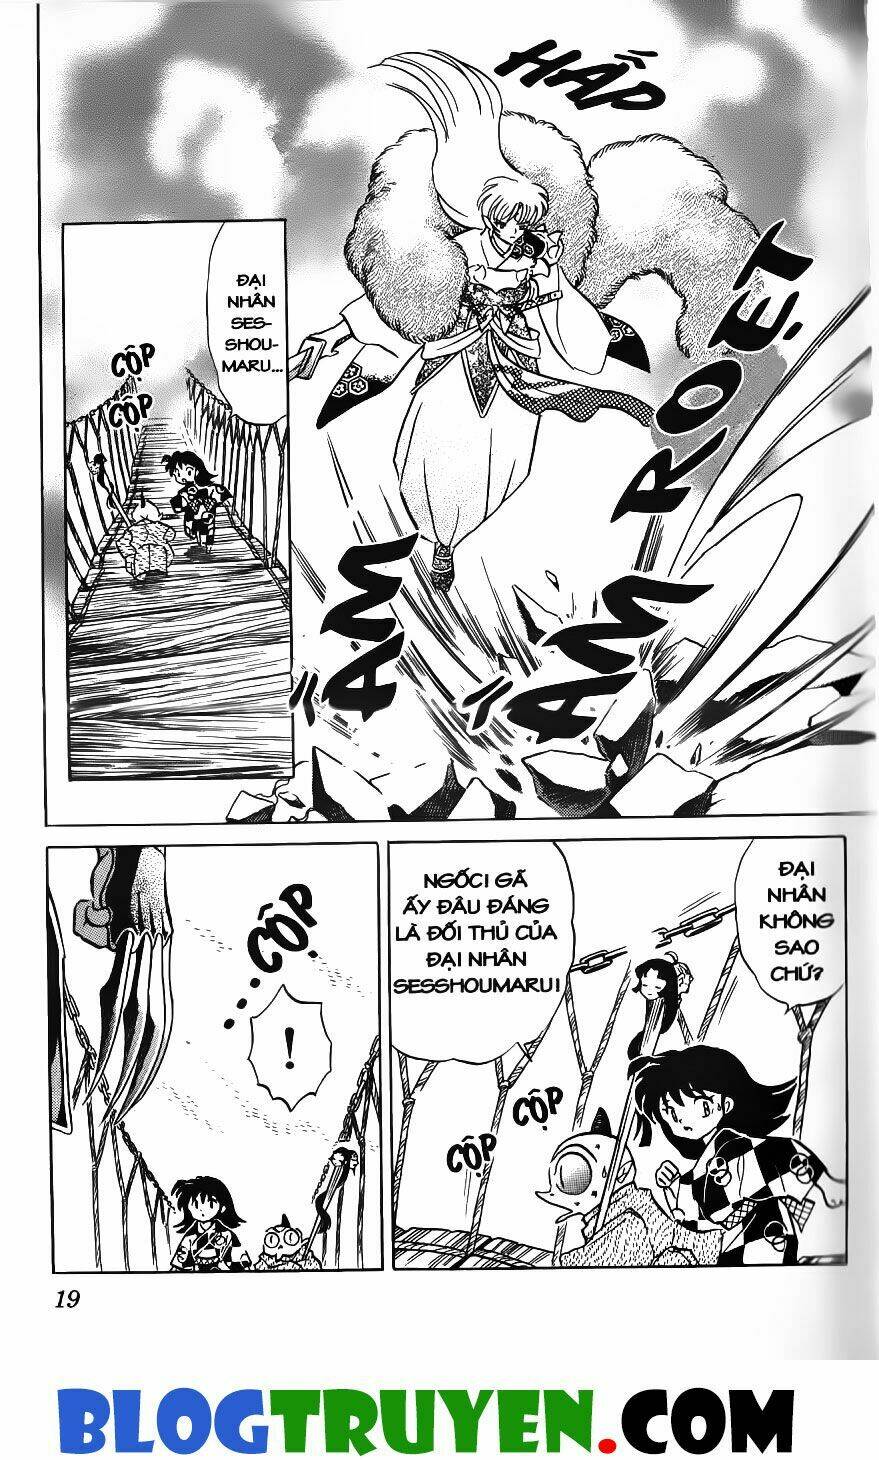 HẤP
ROẸT
ẦM
ẦM
ĐẠI
NHÂN
SES-
SHOU-
MARU...
CỘP
CỘP
ĐẠI
NHÂN
KHÔNG
SAO
CHỨ?
NGỐC! GÃ
ẤY ĐÂU ĐÁNG
LÀ ĐỐI THỦ CỦA
ĐẠI NHÂN
SESSHOUMARU!
CỘP
CỘP
CỘP
!
19
BLOGTRUYEN.COM